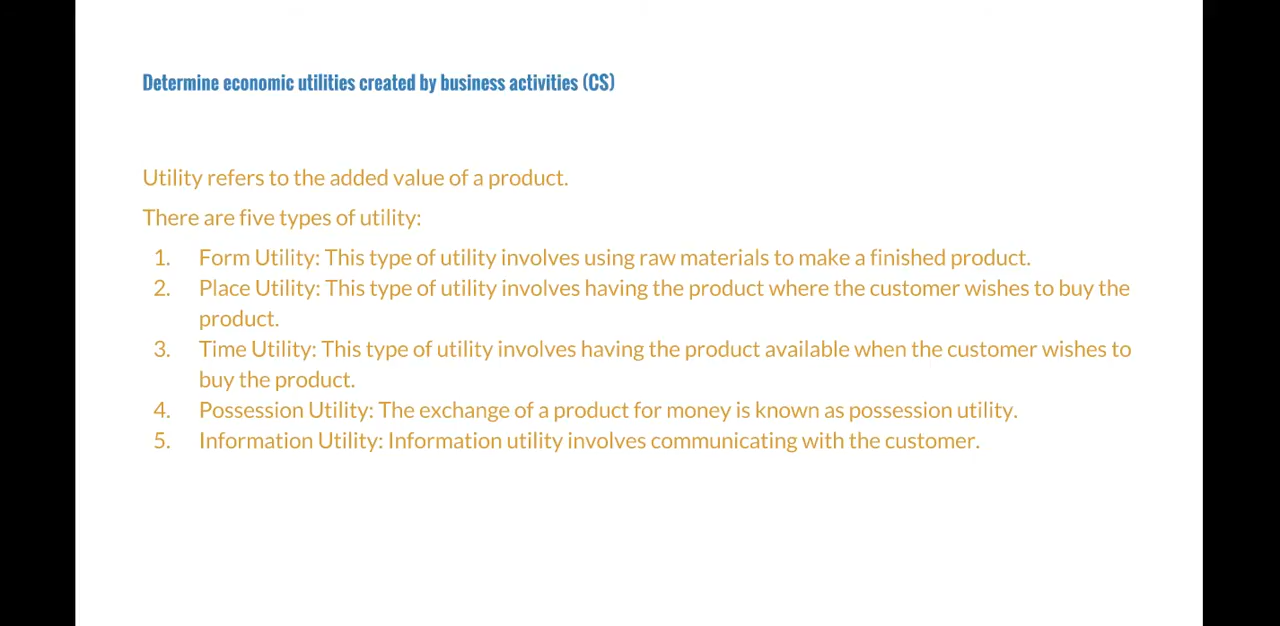 Determine economic utilities created by business activities (CS)
Utility refers to the added value of a product.
There are five types of utility:
1. Form Utility: This type of utility involves using raw materials to make a finished product.
2. Place Utility: This type of utility involves having the product where the customer wishes to buy the
product.
3. Time Utility: This type of utility involves having the product available when the customer wishes to
buy the product.
4. Possession Utility: The exchange of a product for money is known as possession utility.
5. Information Utility: Information utility involves communicating with the customer.